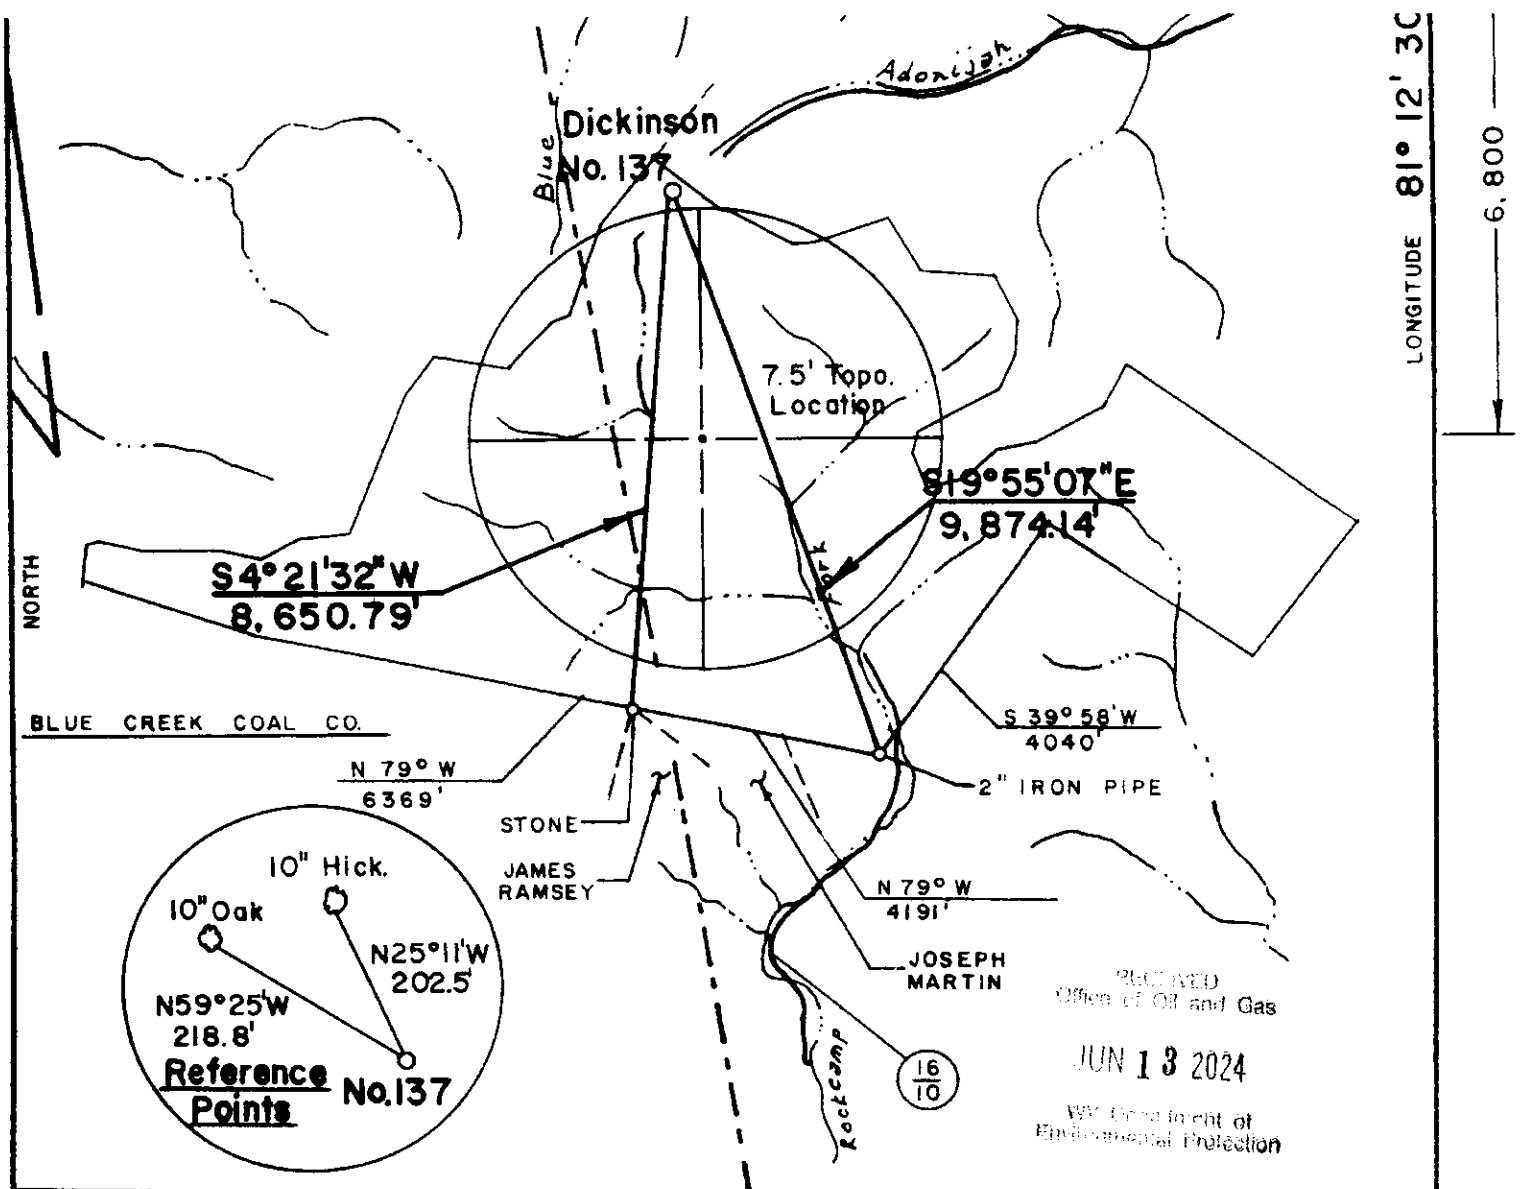 LONGITUDE 81° 12' 30
6,800
Adonijah
Blue
Dickinson
No. 137
7.5' Topo.
Location
S19°55'07"E
9,874.14'
S4°21'32"W
8,650.79'
Fork
NORTH
BLUE CREEK COAL CO.
N 79° W
6369'
S 39° 58' W
4040'
2" IRON PIPE
STONE
JAMES
RAMSEY
N 79° W
4191'
JOSEPH
MARTIN
10" Hick.
10" Oak
N25°11'W
202.5'
N59°25'W
218.8'
Reference
Points
No.137
Rockcamp
16
10
RECEIVED
Office of Oil and Gas
JUN 13 2024
WV Department of
Environmental Protection